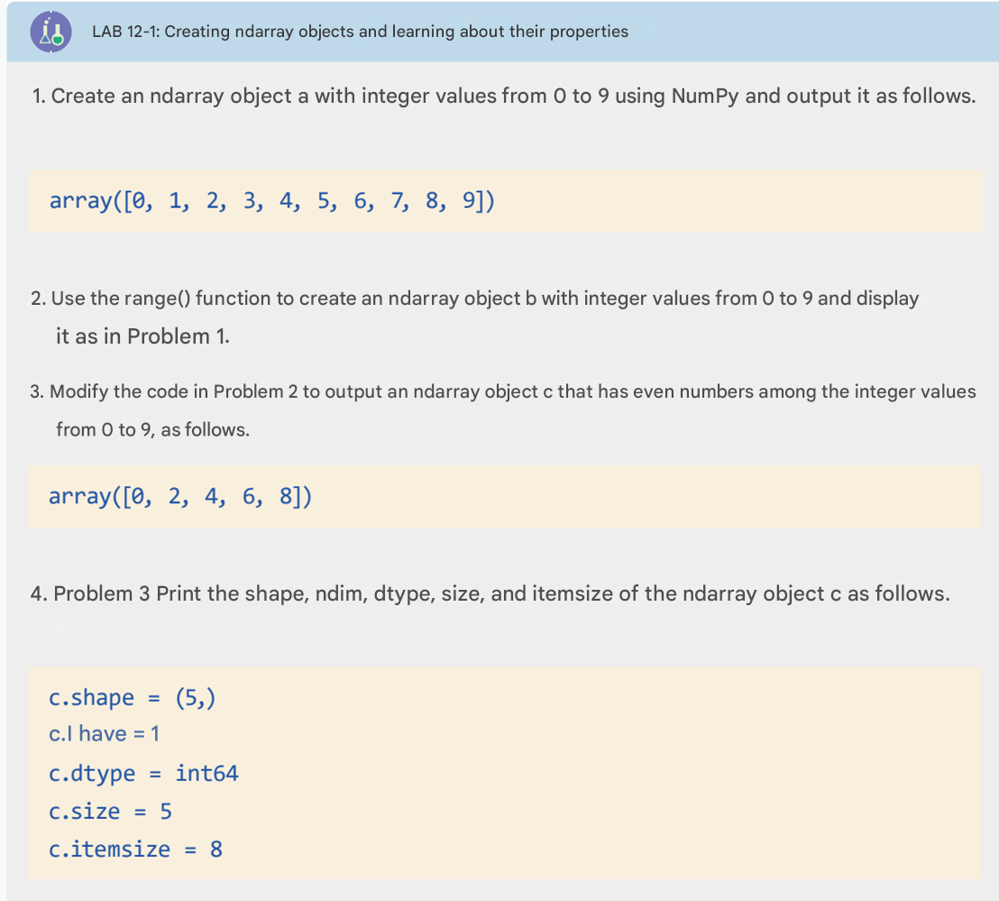 LAB 12-1: Creating ndarray objects and learning about their properties
1. Create an ndarray object a with integer values from 0 to 9 using NumPy and output it as follows.
array([0, 1, 2, 3, 4, 5, 6, 7, 8, 9])
2. Use the range() function to create an ndarray object b with integer values from 0 to 9 and display
it as in Problem 1.
3. Modify the code in Problem 2 to output an ndarray object c that has even numbers among the integer values
from 0 to 9, as follows.
array([0, 2, 4, 6, 8])
4. Problem 3 Print the shape, ndim, dtype, size, and itemsize of the ndarray object c as follows.
c.shape = (5,)
c.I have = 1
c.dtype = int64
c.size = 5
c.itemsize = 8